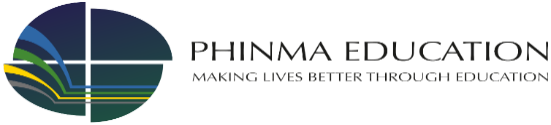 PHINMA EDUCATION
MAKING LIVES BETTER THROUGH EDUCATION